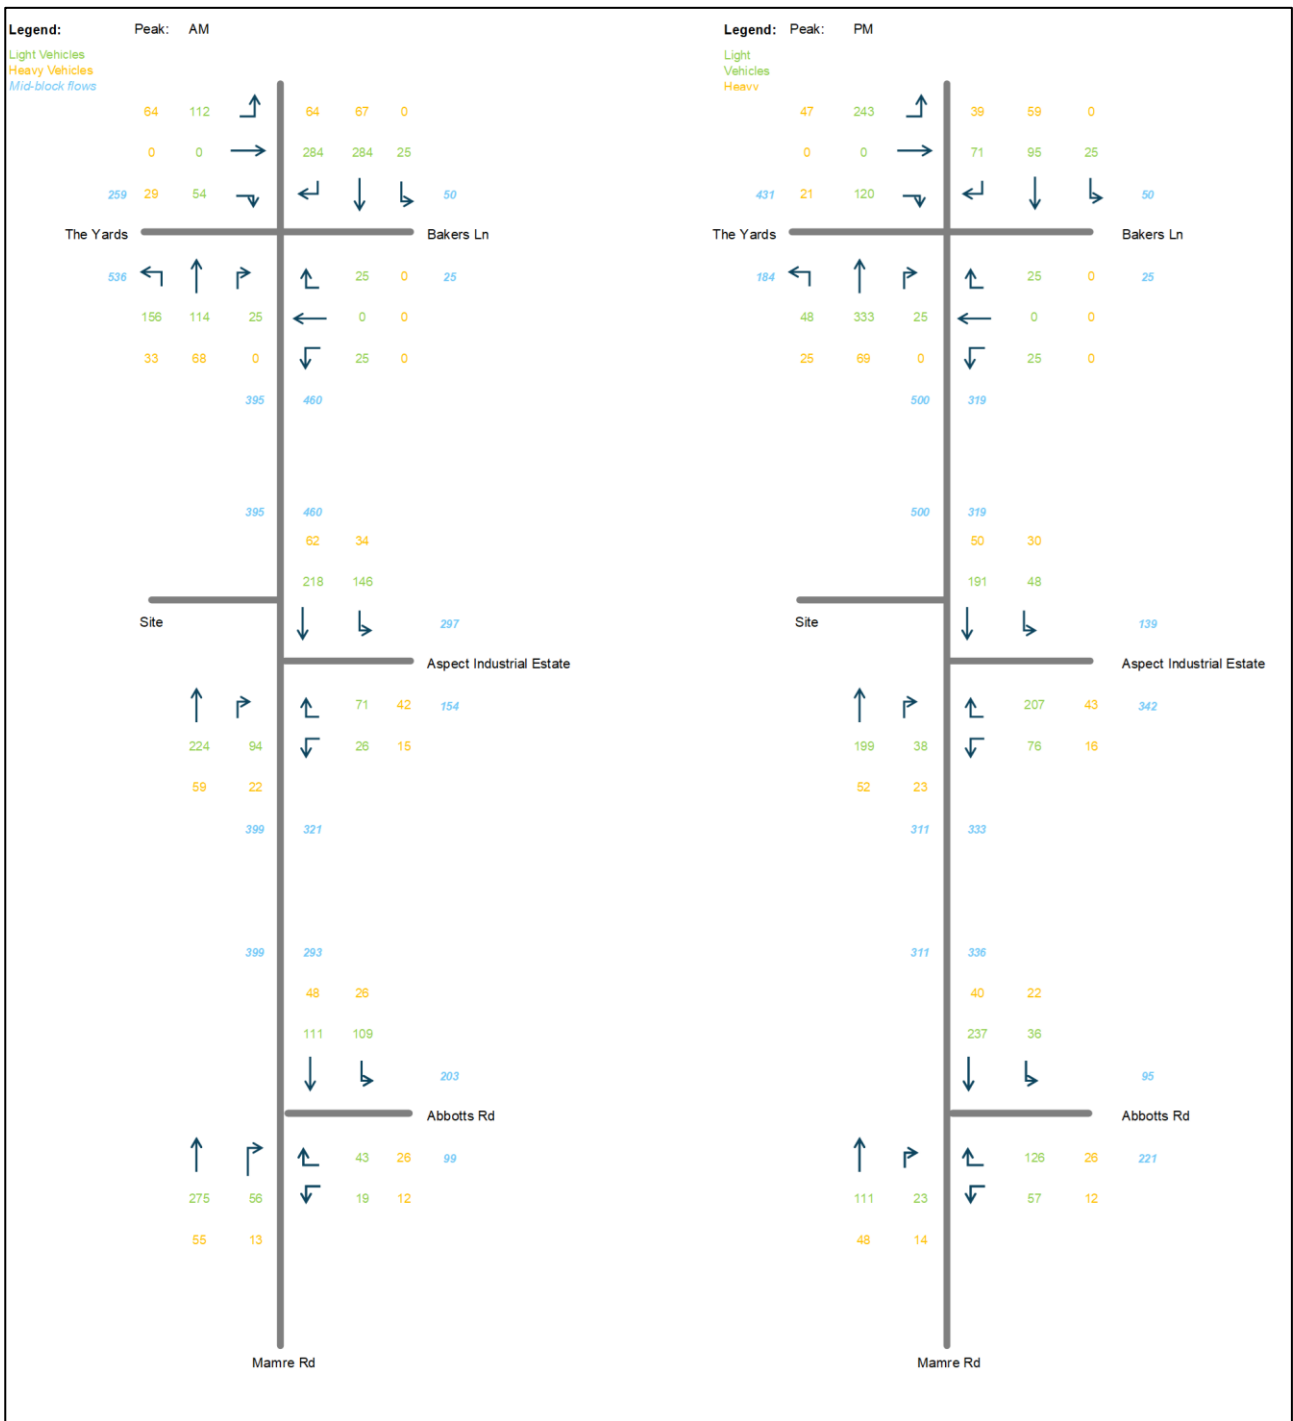 Legend: Peak: AM
Light Vehicles
Heavy Vehicles
Mid-block flows
64 112 64 67 0
0 0 284 284 25
259 29 54 50
The Yards Bakers Ln
536 25 0 25
156 114 25 0 0
33 68 0 25 0
395 460
395 460
62 34
218 146
Site 297
Aspect Industrial Estate
71 42 154
224 94 26 15
59 22
399 321
399 293
48 26
111 109
203
Abbotts Rd
43 26 99
275 56 19 12
55 13
Mamre Rd
Legend: Peak: PM
Light
Vehicles
Heavy
47 243 39 59 0
0 0 71 95 25
431 21 120 50
The Yards Bakers Ln
184 25 0 25
48 333 25 0 0
25 69 0 25 0
500 319
500 319
50 30
191 48
Site 139
Aspect Industrial Estate
207 43 342
199 38 76 16
52 23
311 333
311 336
40 22
237 36
95
Abbotts Rd
126 26 221
111 23 57 12
48 14
Mamre Rd